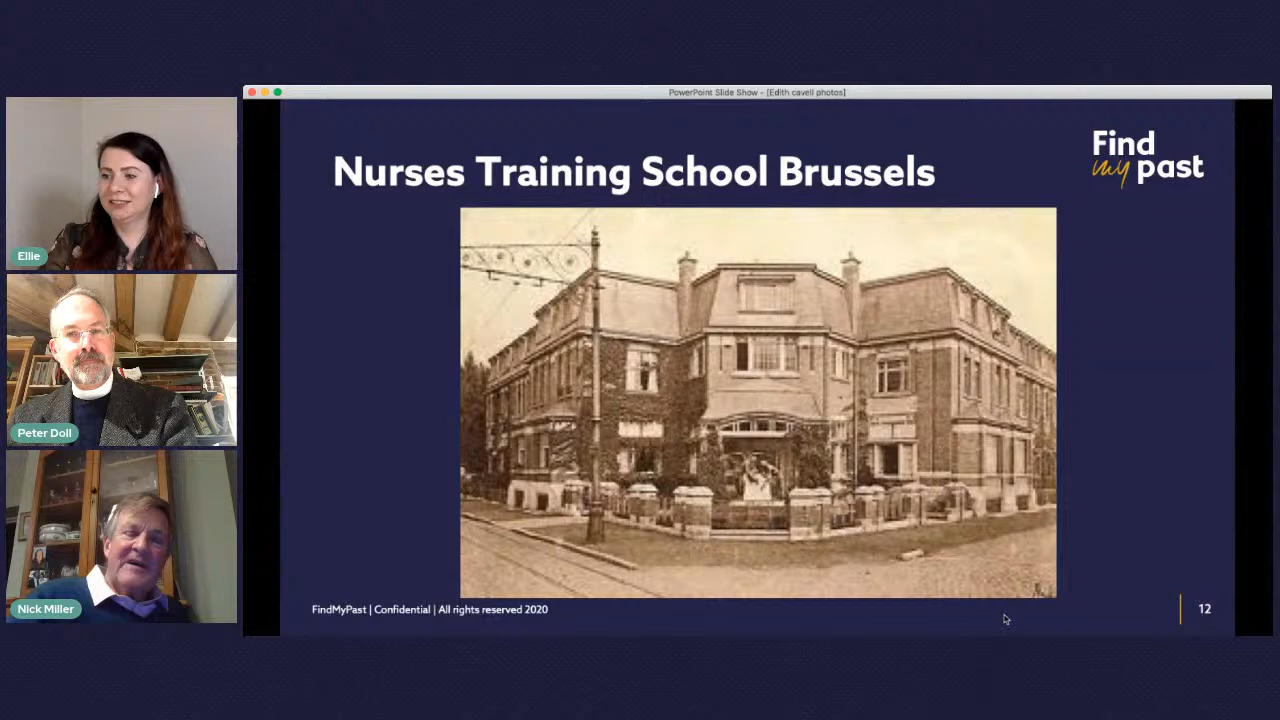 PowerPoint Slide Show - [Edith cavell photos]
Find
my past
Nurses Training School Brussels
Ellie
Peter Doll
Nick Miller
FindMyPast | Confidential | All rights reserved 2020
12